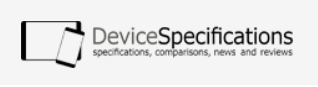 DeviceSpecifications
specifications, comparisons, news and reviews